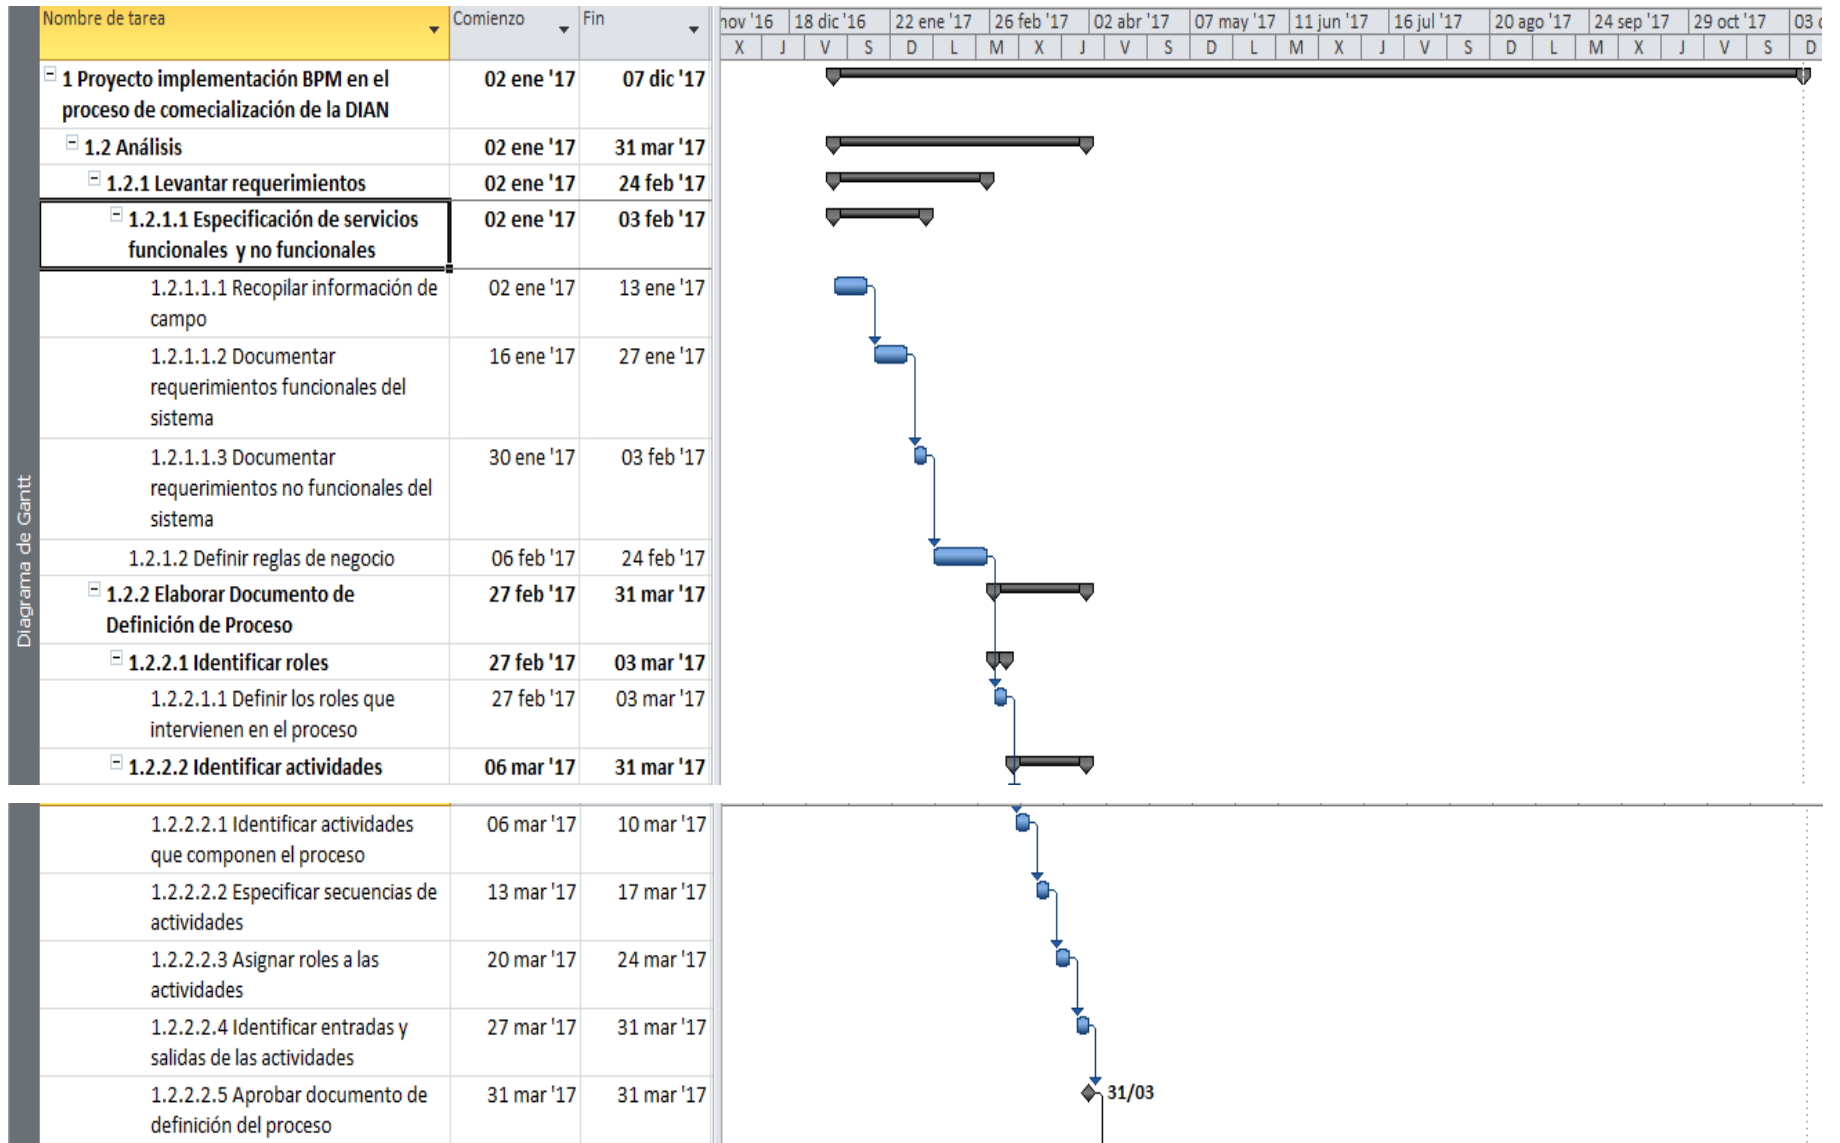 Nombre de tarea Comienzo Fin nov '16 18 dic '16 22 ene '17 26 feb '17 02 abr '17 07 may '17 11 jun '17 16 jul '17 20 ago '17 24 sep '17 29 oct '17 03
X J V S D L M X J V S D L M X J V S D L M X J V S D
1 Proyecto implementación BPM en el 02 ene '17 07 dic '17
proceso de comecialización de la DIAN
1.2 Análisis 02 ene '17 31 mar '17
1.2.1 Levantar requerimientos 02 ene '17 24 feb '17
1.2.1.1 Especificación de servicios 02 ene '17 03 feb '17
funcionales y no funcionales
1.2.1.1.1 Recopilar información de 02 ene '17 13 ene '17
campo
1.2.1.1.2 Documentar 16 ene '17 27 ene '17
requerimientos funcionales del
sistema
1.2.1.1.3 Documentar 30 ene '17 03 feb '17
requerimientos no funcionales del
sistema
1.2.1.2 Definir reglas de negocio 06 feb '17 24 feb '17
1.2.2 Elaborar Documento de 27 feb '17 31 mar '17
Definición de Proceso
1.2.2.1 Identificar roles 27 feb '17 03 mar '17
1.2.2.1.1 Definir los roles que 27 feb '17 03 mar '17
intervienen en el proceso
1.2.2.2 Identificar actividades 06 mar '17 31 mar '17
1.2.2.2.1 Identificar actividades 06 mar '17 10 mar '17
que componen el proceso
1.2.2.2.2 Especificar secuencias de 13 mar '17 17 mar '17
actividades
1.2.2.2.3 Asignar roles a las 20 mar '17 24 mar '17
actividades
1.2.2.2.4 Identificar entradas y 27 mar '17 31 mar '17
salidas de las actividades
1.2.2.2.5 Aprobar documento de 31 mar '17 31 mar '17 31/03
definición del proceso
Diagrama de Gantt